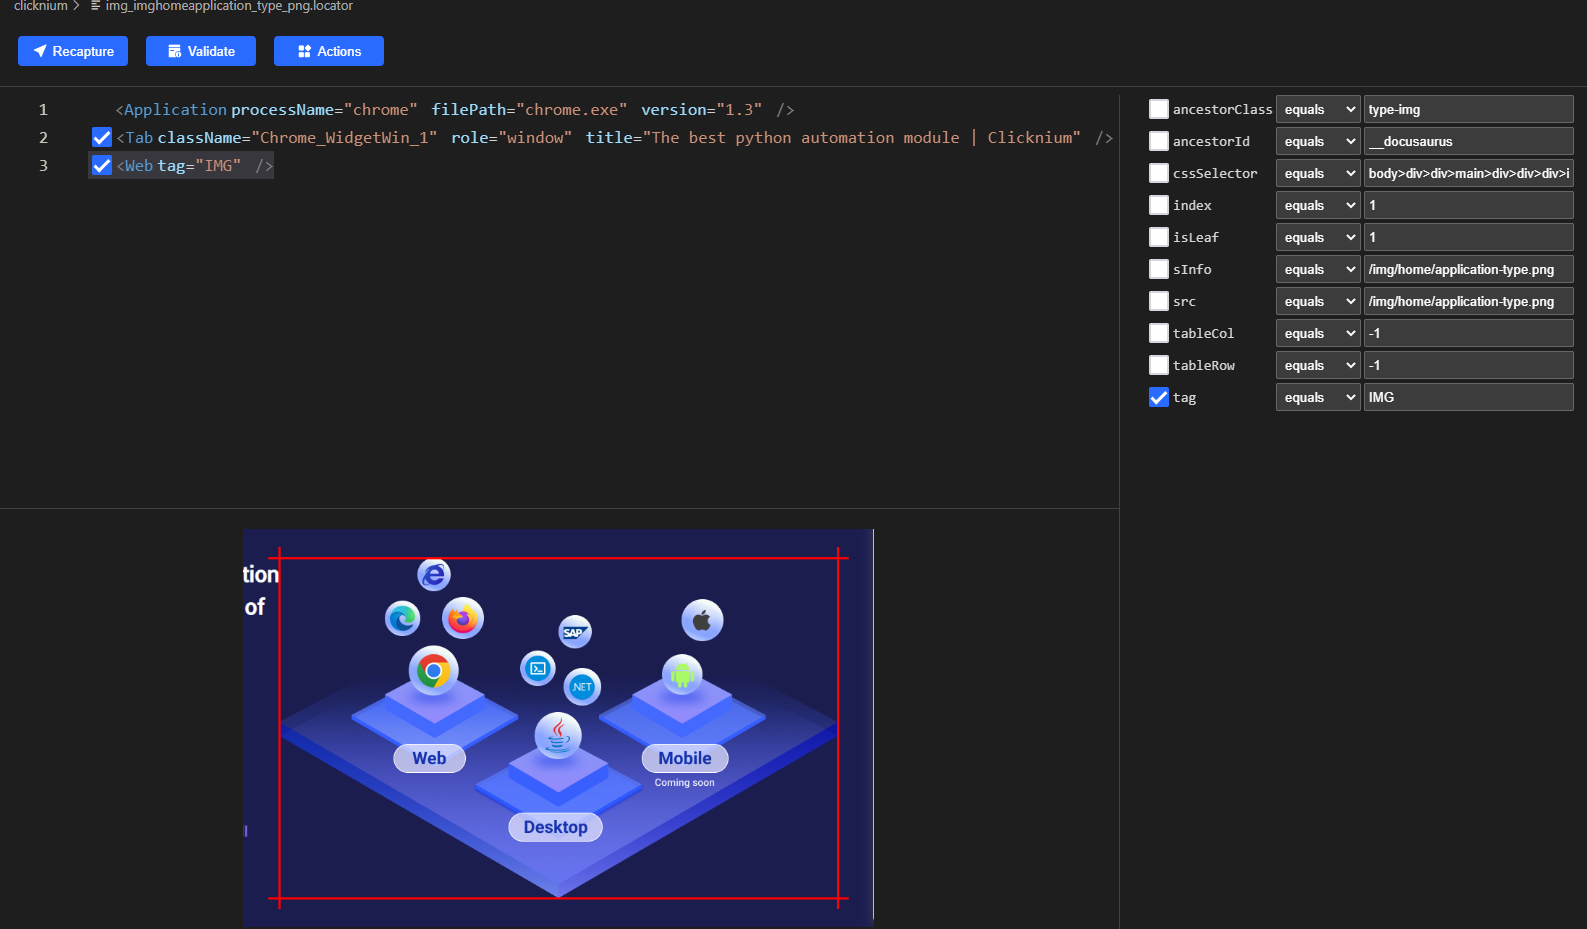 clicknium > img_imghomeapplication_type_png.locator
Recapture Validate Actions
1 <Application processName="chrome" filePath="chrome.exe" version="1.3" />
2 <Tab className="Chrome_WidgetWin_1" role="window" title="The best python automation module | Clicknium" />
3 <Web tag="IMG" />
ancestorClass equals type-img
ancestorId equals __docusaurus
cssSelector equals body>div>div>main>div>div>div>i
index equals 1
isLeaf equals 1
sInfo equals /img/home/application-type.png
src equals /img/home/application-type.png
tableCol equals -1
tableRow equals -1
tag equals IMG
tion
of
SAP
.NET
Web
Mobile
Coming soon
Desktop